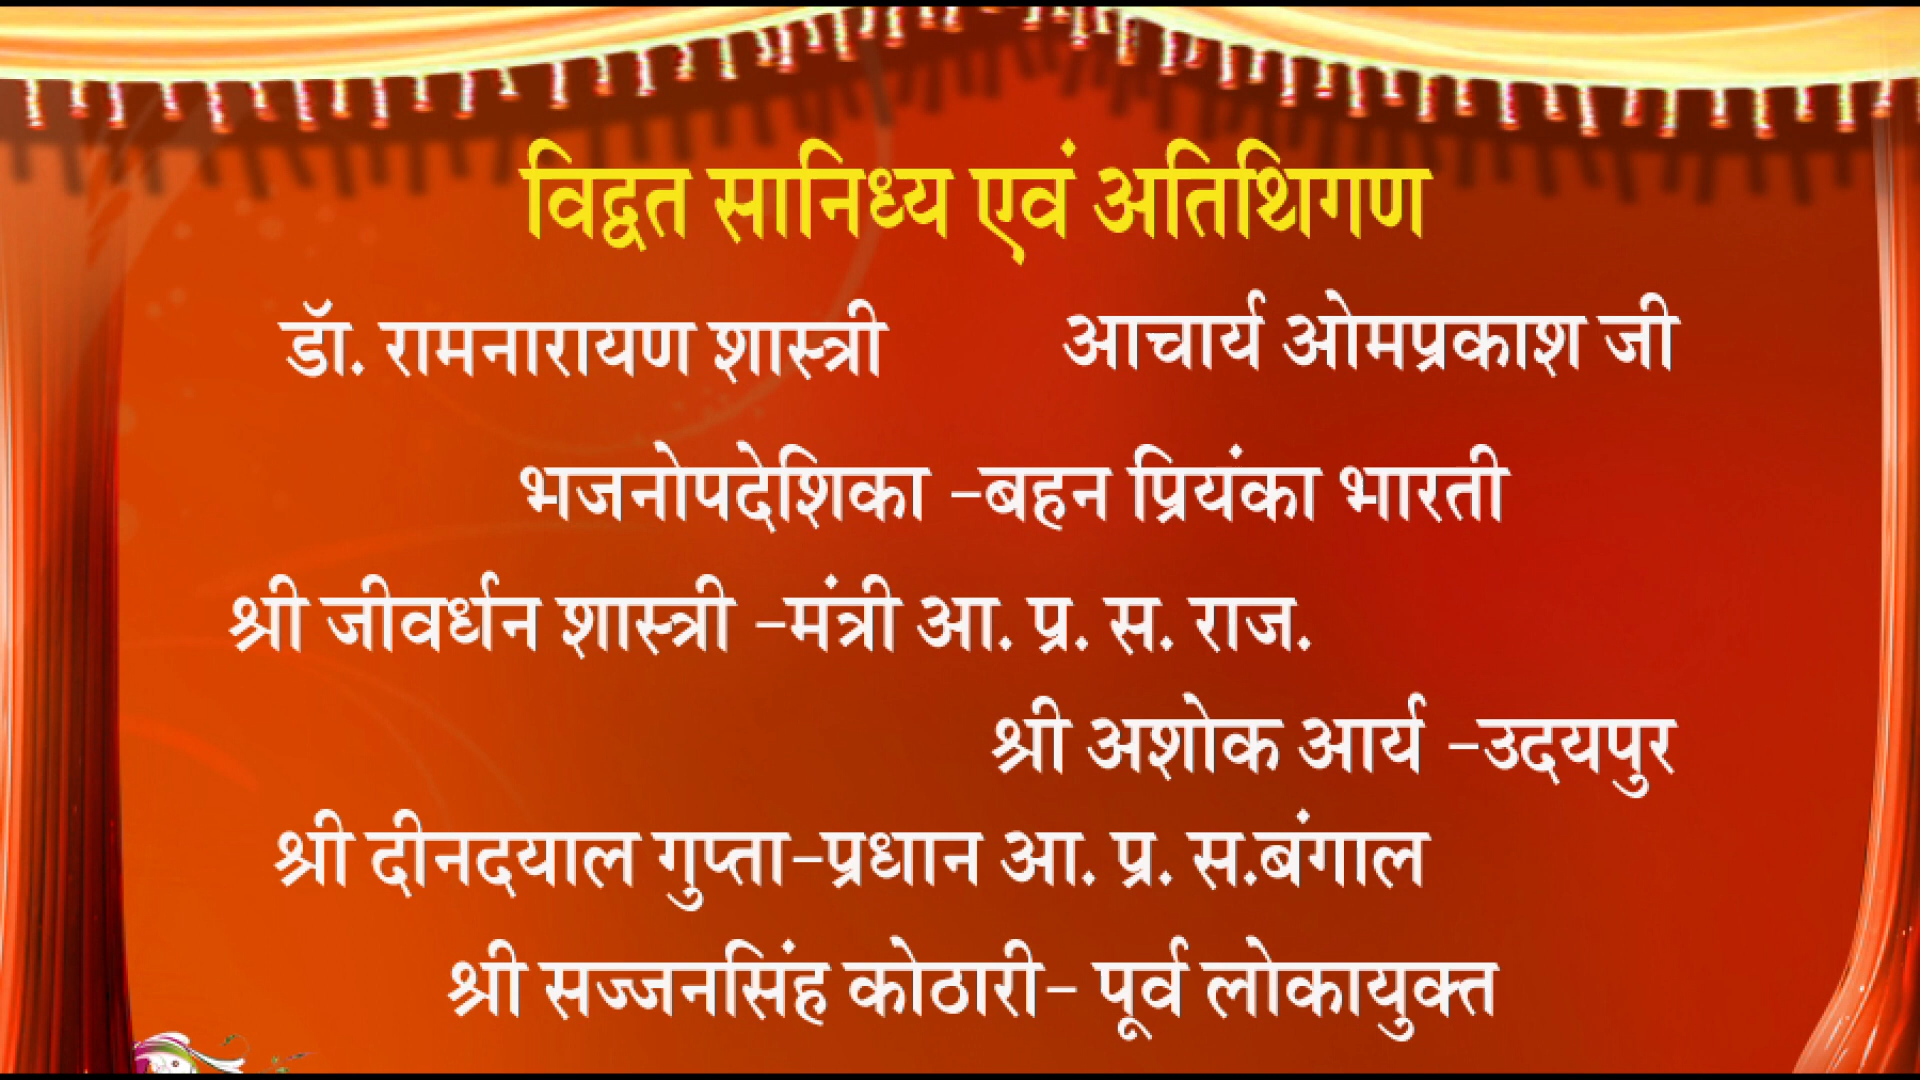 विद्वत सानिध्य एवं अतिथिगण
डॉ. रामनारायण शास्त्री आचार्य ओमप्रकाश जी
भजनोपदेशिका -बहन प्रियंका भारती
श्री जीवर्धन शास्त्री -मंत्री आ. प्र. स. राज.
श्री अशोक आर्य -उदयपुर
श्री दीनदयाल गुप्ता-प्रधान आ. प्र. स.बंगाल
श्री सज्जनसिंह कोठारी- पूर्व लोकायुक्त